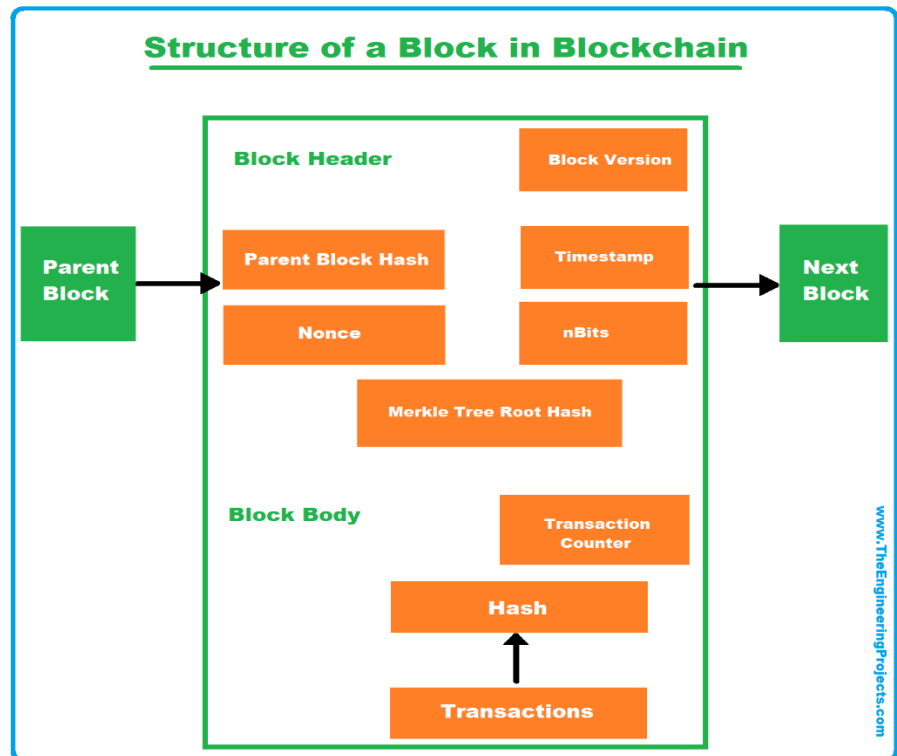 Structure of a Block in Blockchain
Block Header
Block Version
Parent
Block
Parent Block Hash
Timestamp
Next
Block
Nonce
nBits
Merkle Tree Root Hash
Block Body
Transaction
Counter
Hash
Transactions
www.TheEngineeringProjects.com